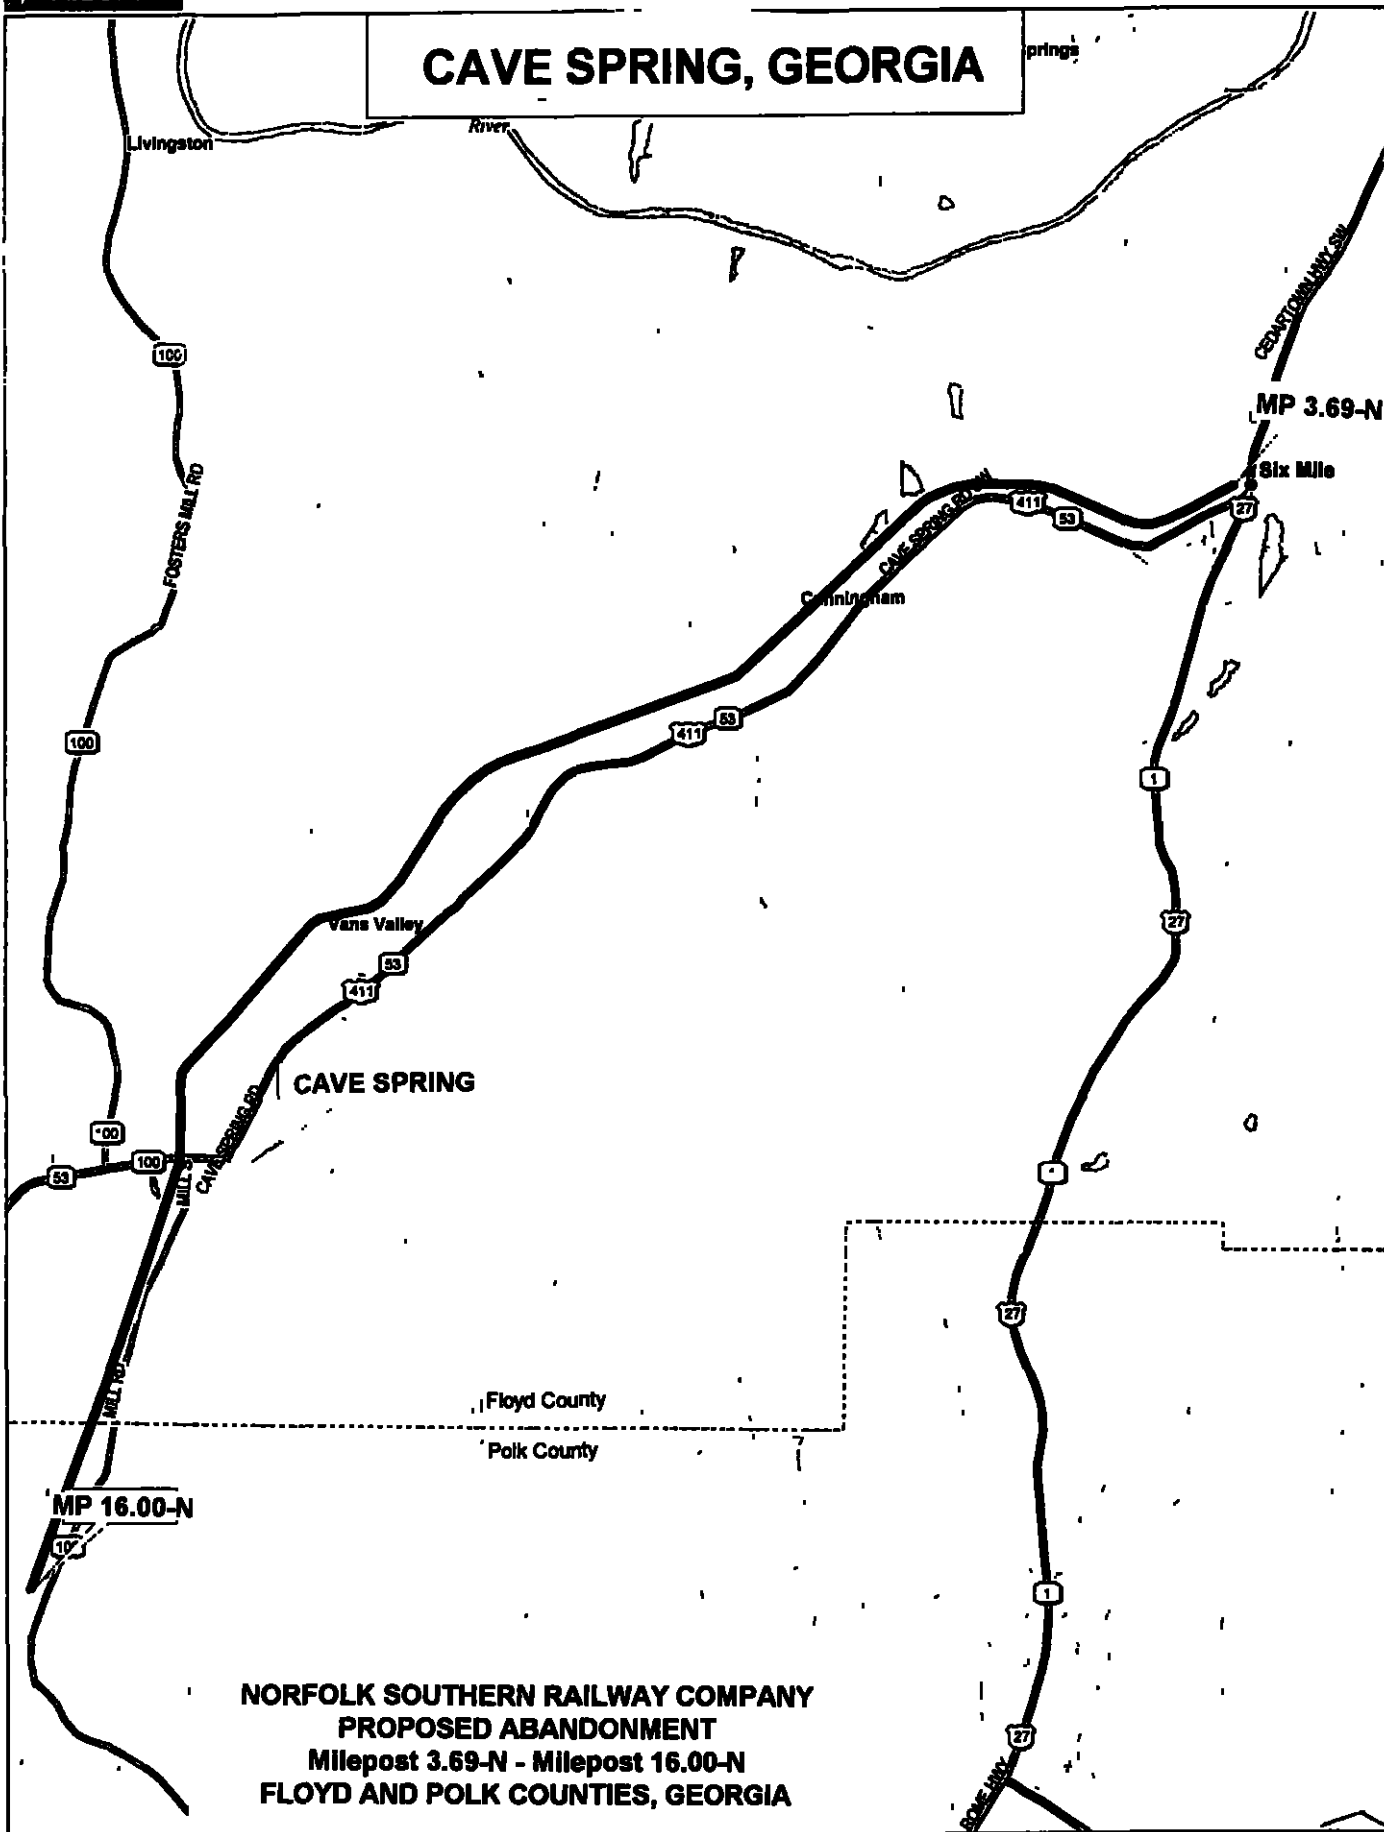 CAVE SPRING, GEORGIA
prings
River
Livingston
CEDARTOWN HWY SW
100
MP 3.69-N
Six Mile
FOSTERS MILL RD
CAVE SPRING RD SW
411
53
27
Cunningham
100
53
411
1
27
Vans Valley
53
411
CAVE SPRING
CAVE SPRING RD
100
53
MILL
27
MILL RD
Floyd County
Polk County
MP 16.00-N
1
NORFOLK SOUTHERN RAILWAY COMPANY
PROPOSED ABANDONMENT
Milepost 3.69-N - Milepost 16.00-N
FLOYD AND POLK COUNTIES, GEORGIA
27
ROME HWY